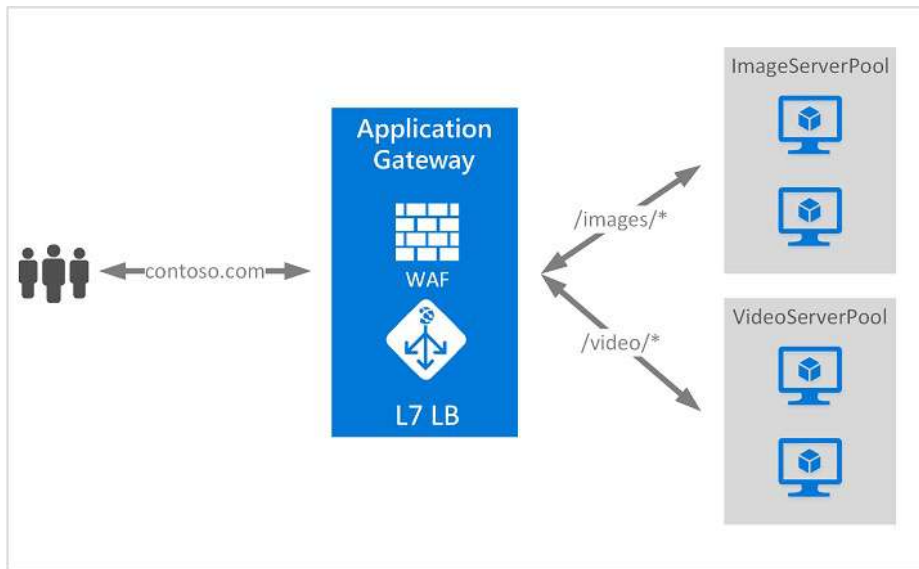 ImageServerPool
Application
Gateway
/images/*
contoso.com
WAF
VideoServerPool
/video/*
L7 LB